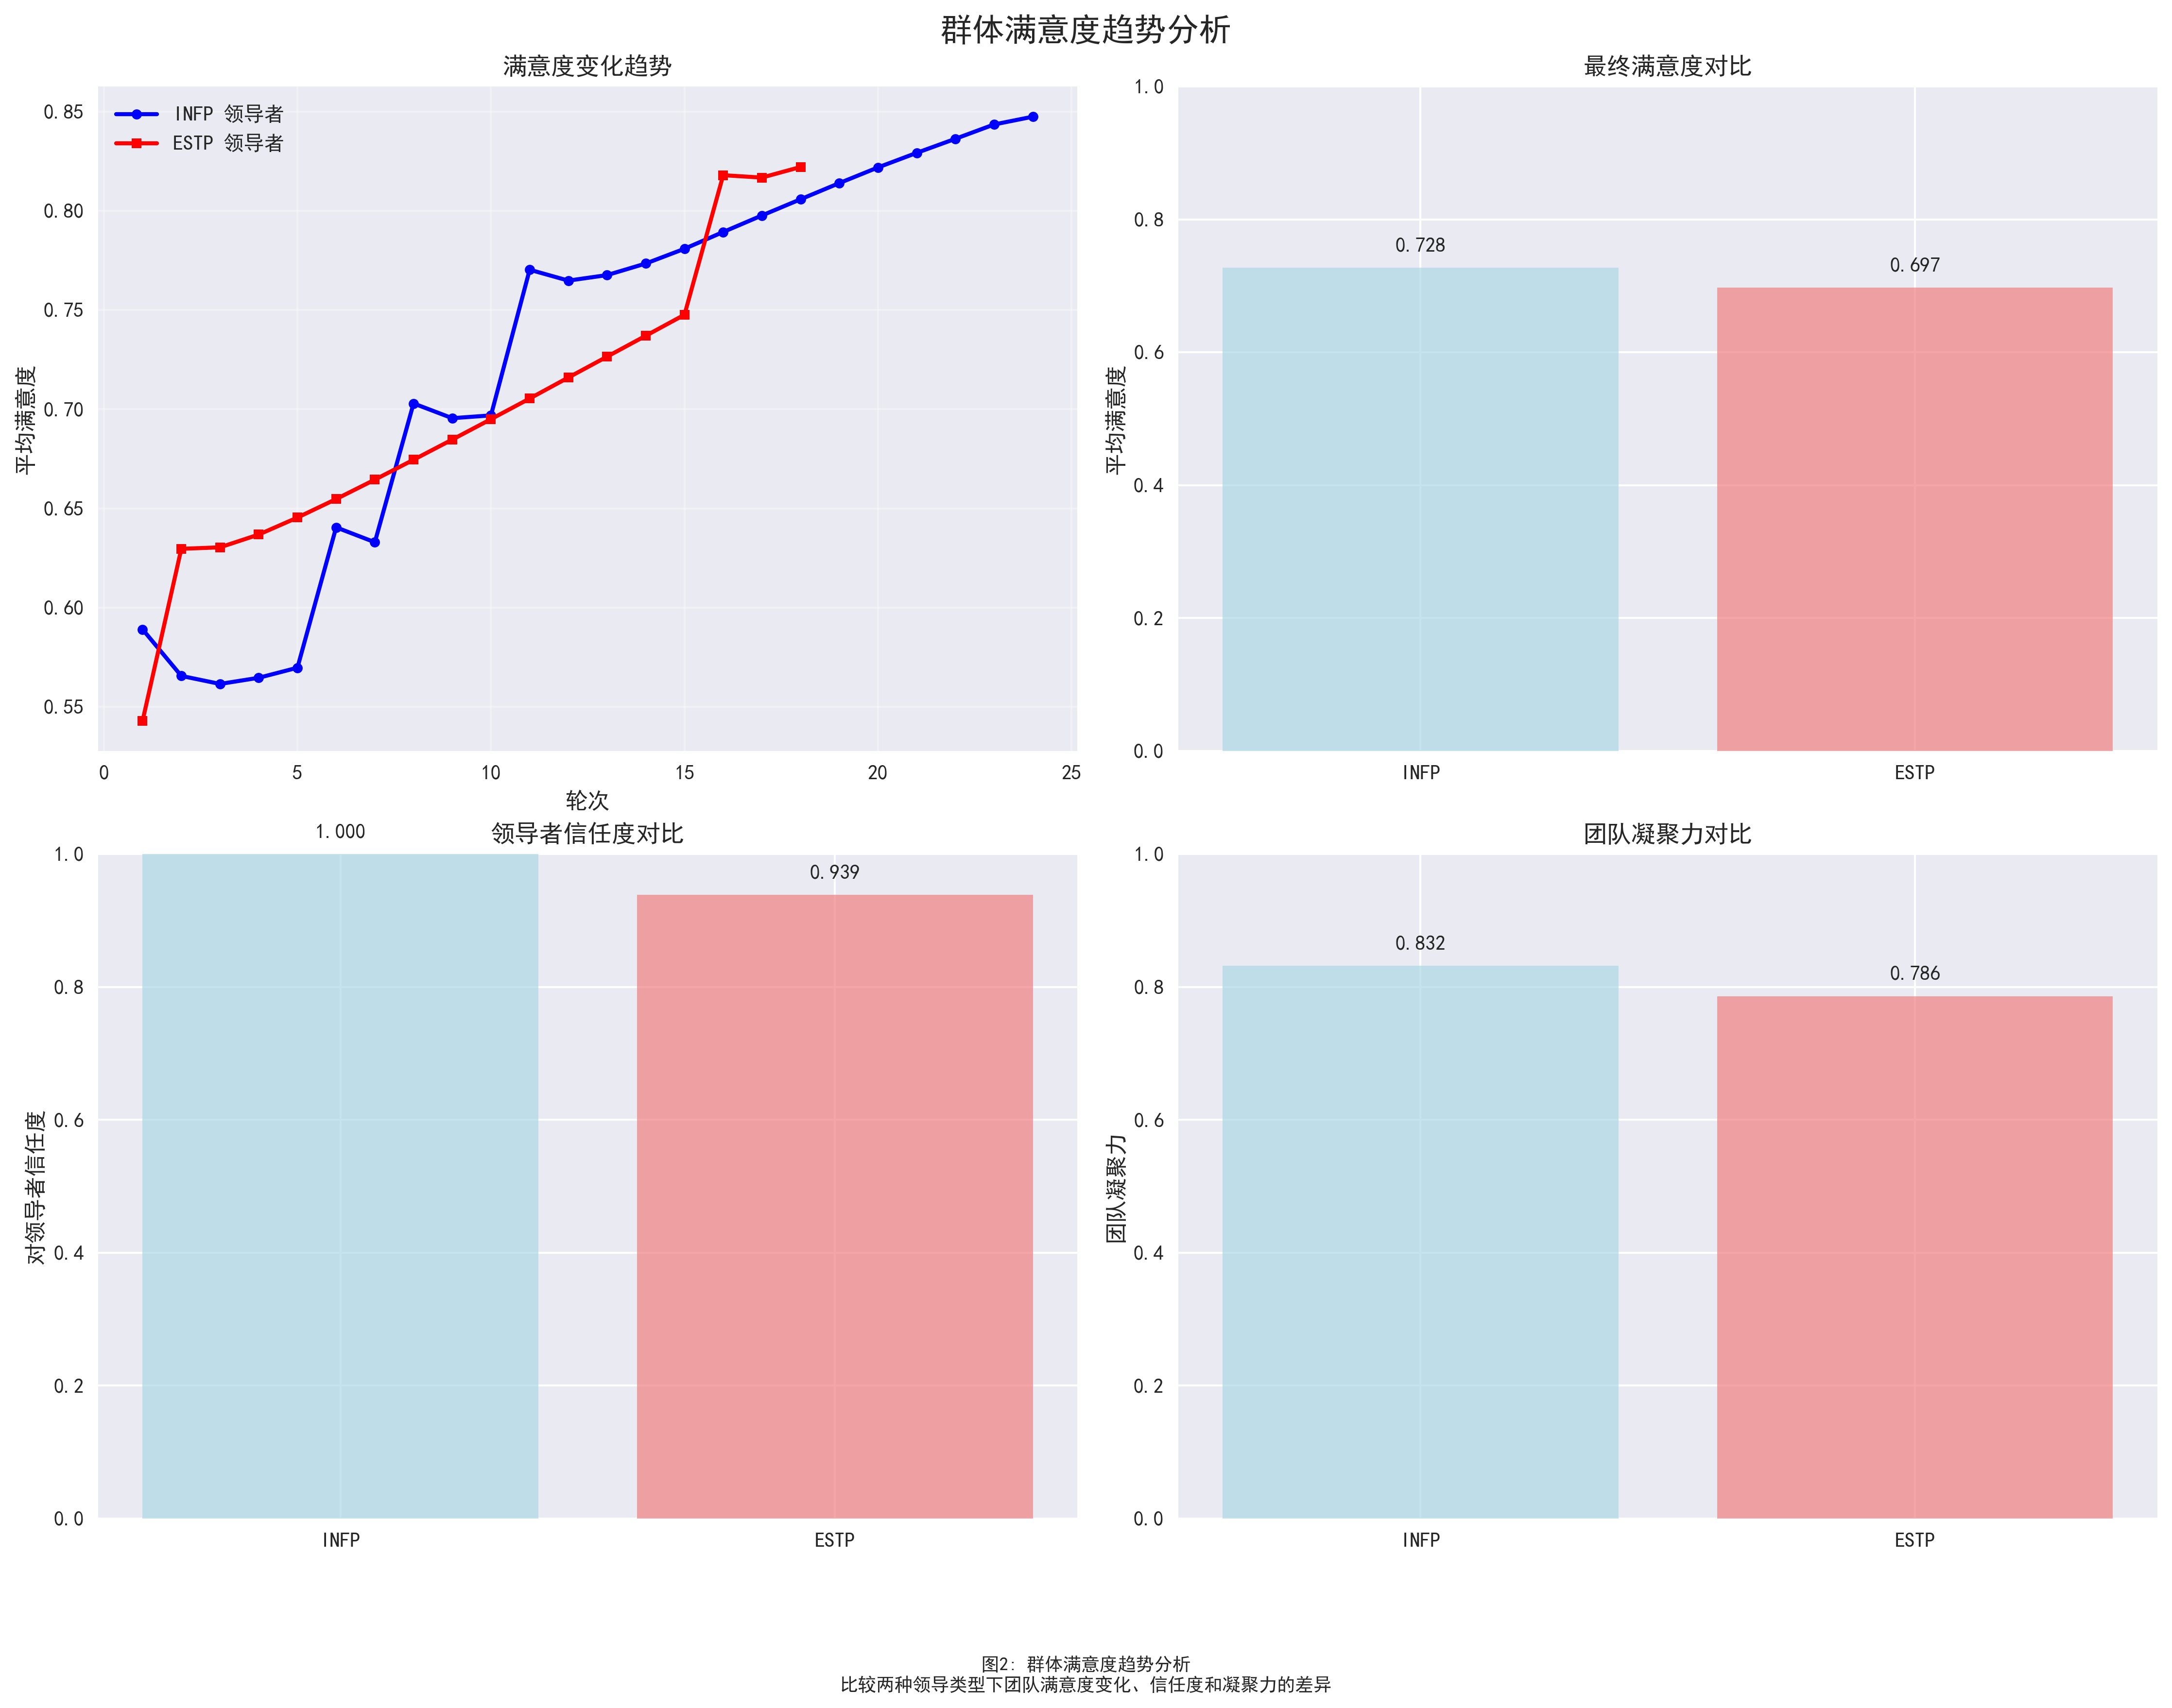 群体满意度趋势分析
满意度变化趋势
INFP 领导者
ESTP 领导者
平均满意度
0.85
0.80
0.75
0.70
0.65
0.60
0.55
0 5 10 15 20 25
轮次
最终满意度对比
平均满意度
1.0
0.8
0.6
0.4
0.2
0.0
0.728
0.697
INFP ESTP
领导者信任度对比
对领导者信任度
1.0
0.8
0.6
0.4
0.2
0.0
1.000
0.939
INFP ESTP
团队凝聚力对比
团队凝聚力
1.0
0.8
0.6
0.4
0.2
0.0
0.832
0.786
INFP ESTP
图2: 群体满意度趋势分析
比较两种领导类型下团队满意度变化、信任度和凝聚力的差异